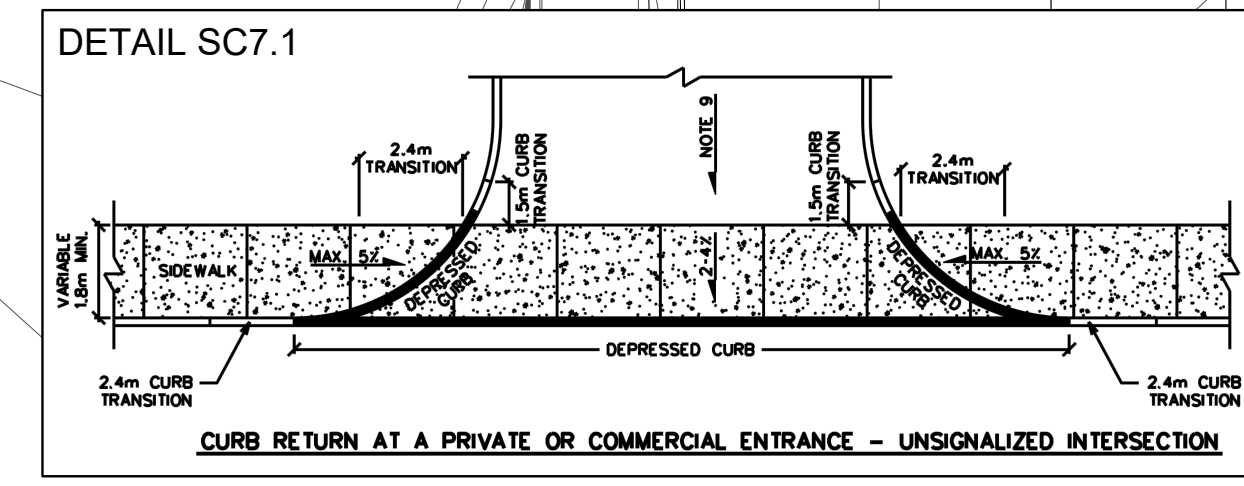 DETAIL SC7.1
2.4m
TRANSITION
1.5m CURB
TRANSITION
NOTE 9
1.5m CURB
TRANSITION
2.4m
TRANSITION
VARIABLE
1.8m MIN.
SIDEWALK
MAX. 5%
DEPRESSED
CURB
2-4%
DEPRESSED
CURB
MAX. 5%
DEPRESSED CURB
2.4m CURB
TRANSITION
2.4m CURB
TRANSITION
CURB RETURN AT A PRIVATE OR COMMERCIAL ENTRANCE - UNSIGNALIZED INTERSECTION